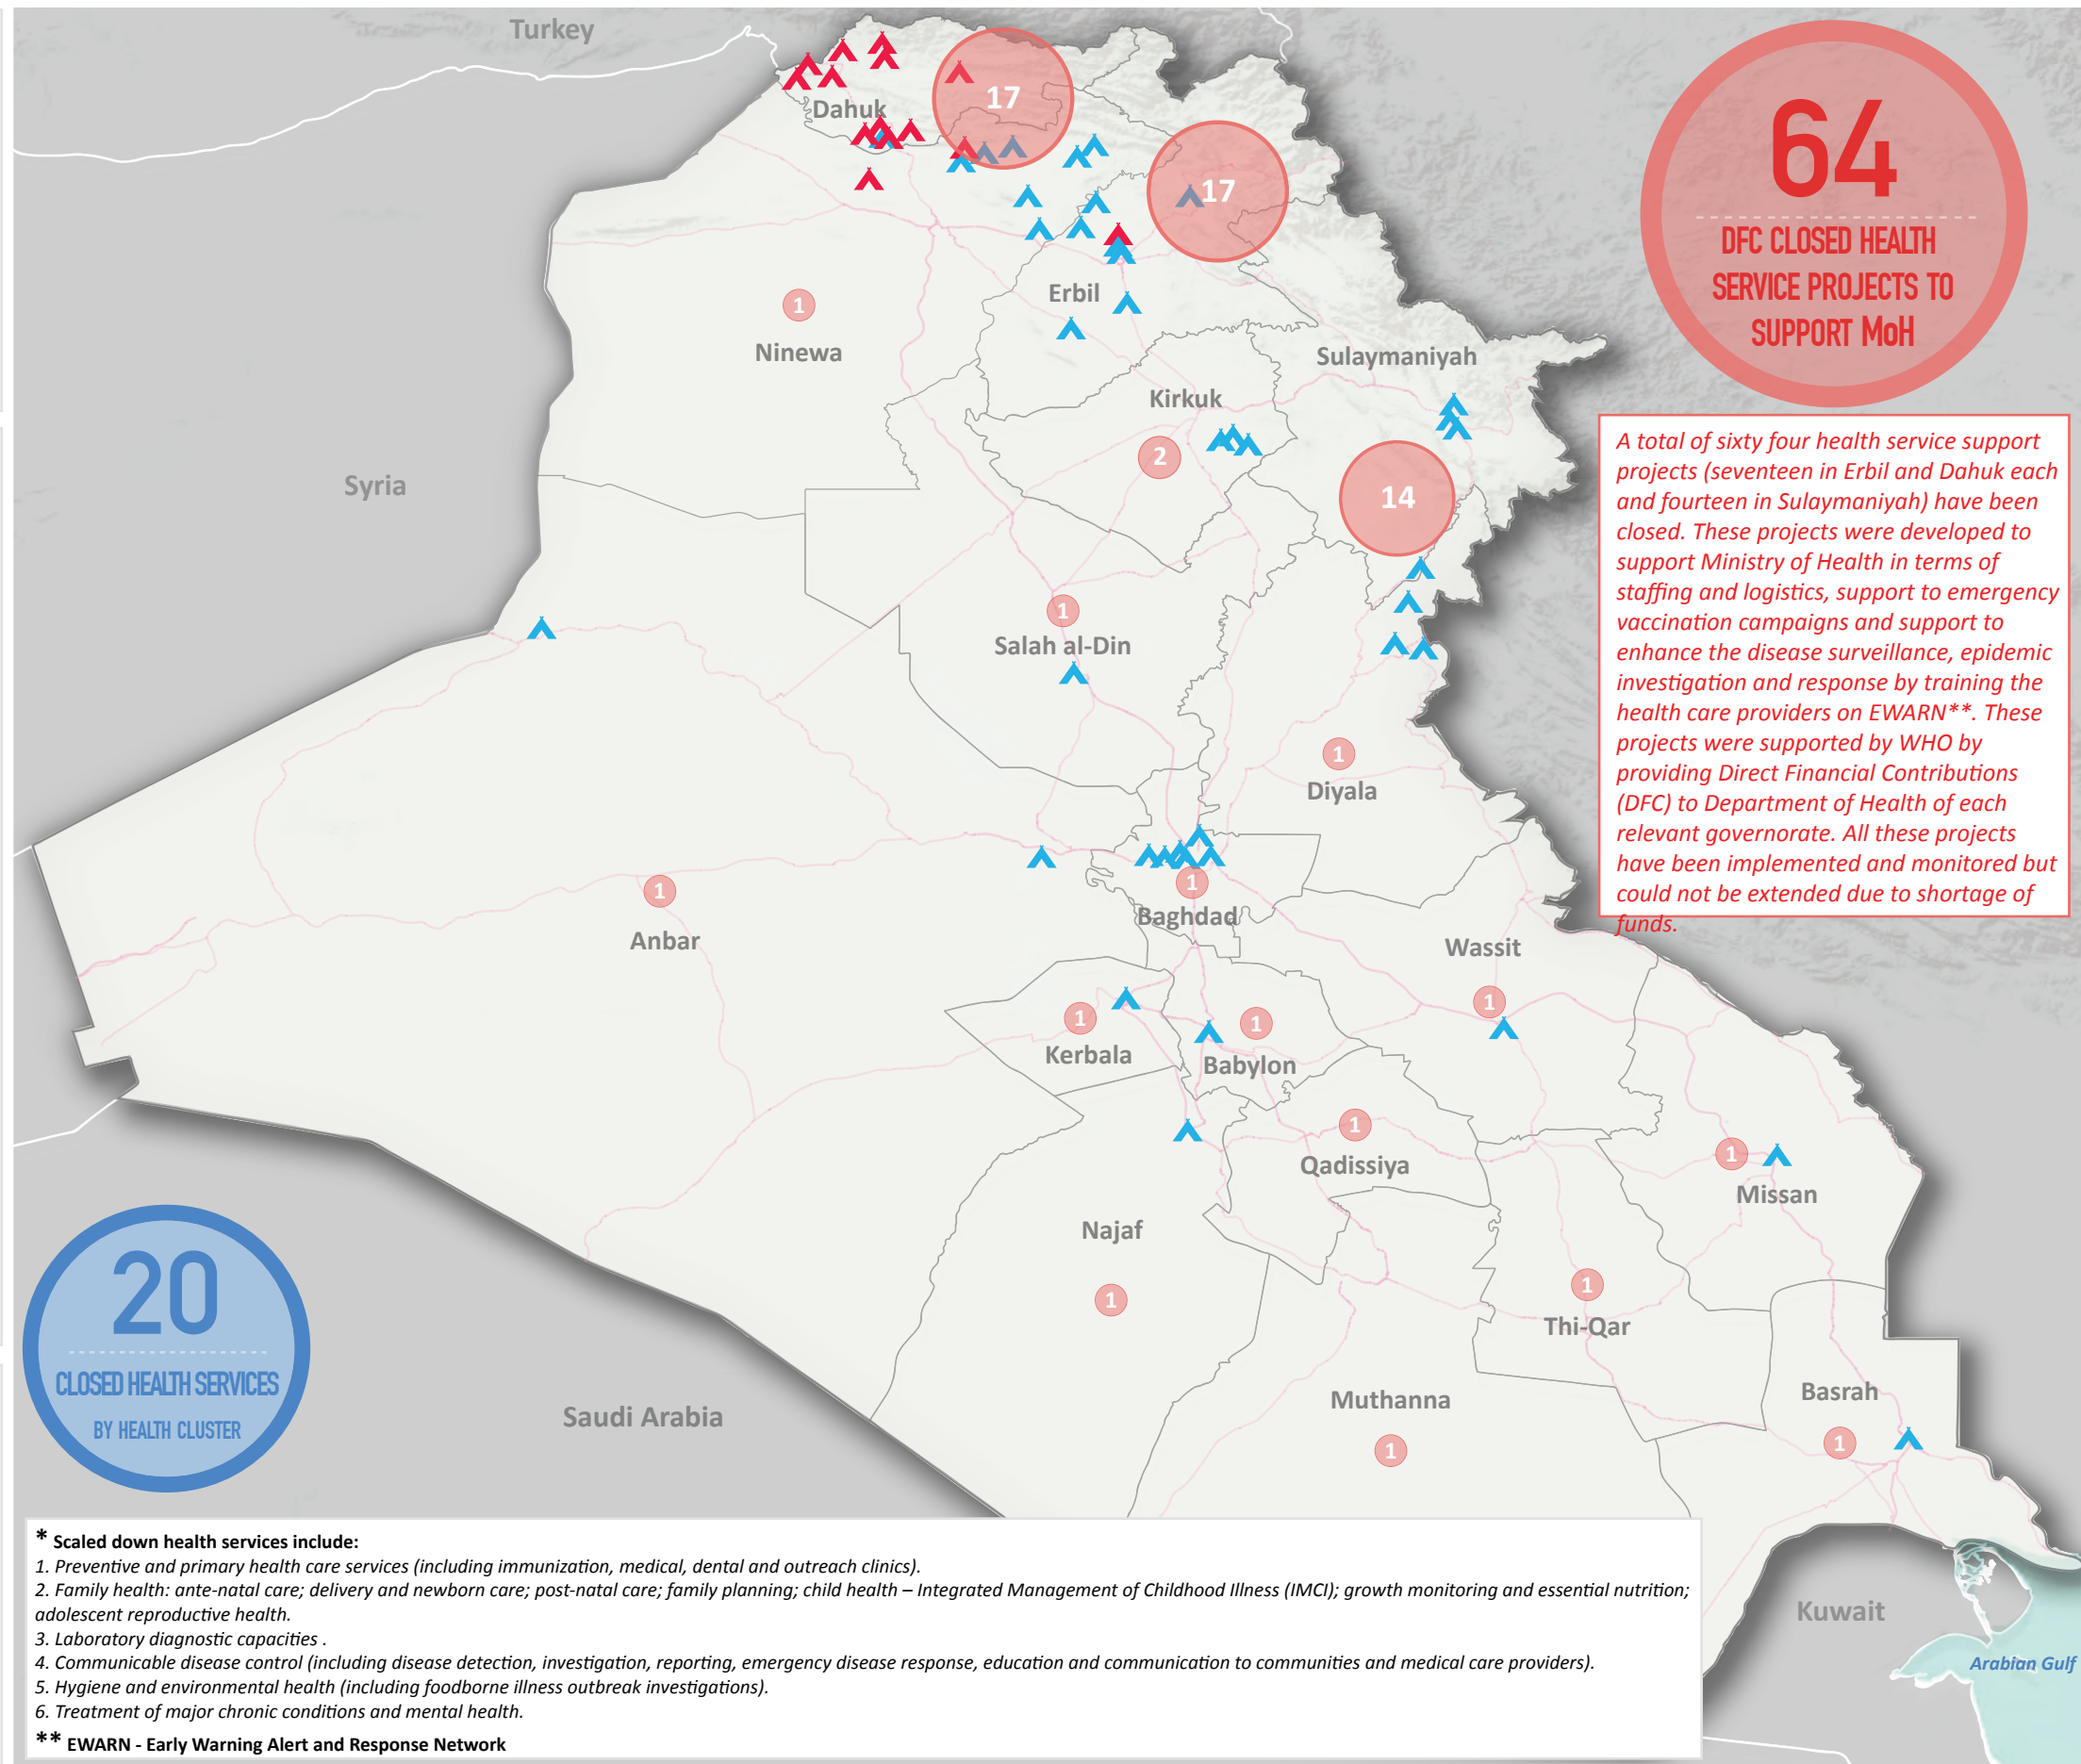 Turkey
Dahuk
17
17
64
DFC CLOSED HEALTH
SERVICE PROJECTS TO
SUPPORT MoH
1
Ninewa
Erbil
Sulaymaniyah
Kirkuk
2
Syria
14
A total of sixty four health service support
projects (seventeen in Erbil and Dahuk each
and fourteen in Sulaymaniyah) have been
closed. These projects were developed to
support Ministry of Health in terms of
staffing and logistics, support to emergency
vaccination campaigns and support to
enhance the disease surveillance, epidemic
investigation and response by training the
health care providers on EWARN**. These
projects were supported by WHO by
providing Direct Financial Contributions
(DFC) to Department of Health of each
relevant governorate. All these projects
have been implemented and monitored but
could not be extended due to shortage of
funds.
1
Salah al-Din
1
Diyala
1
Anbar
1
Baghdad
Wassit
1
1
Kerbala
1
Babylon
1
Qadissiya
1
Missan
Najaf
1
1
Thi-Qar
20
CLOSED HEALTH SERVICES
BY HEALTH CLUSTER
Saudi Arabia
Muthanna
1
Basrah
1
Kuwait
Arabian Gulf
* Scaled down health services include:
1. Preventive and primary health care services (including immunization, medical, dental and outreach clinics).
2. Family health: ante-natal care; delivery and newborn care; post-natal care; family planning; child health – Integrated Management of Childhood Illness (IMCI); growth monitoring and essential nutrition;
adolescent reproductive health.
3. Laboratory diagnostic capacities .
4. Communicable disease control (including disease detection, investigation, reporting, emergency disease response, education and communication to communities and medical care providers).
5. Hygiene and environmental health (including foodborne illness outbreak investigations).
6. Treatment of major chronic conditions and mental health.
** EWARN - Early Warning Alert and Response Network